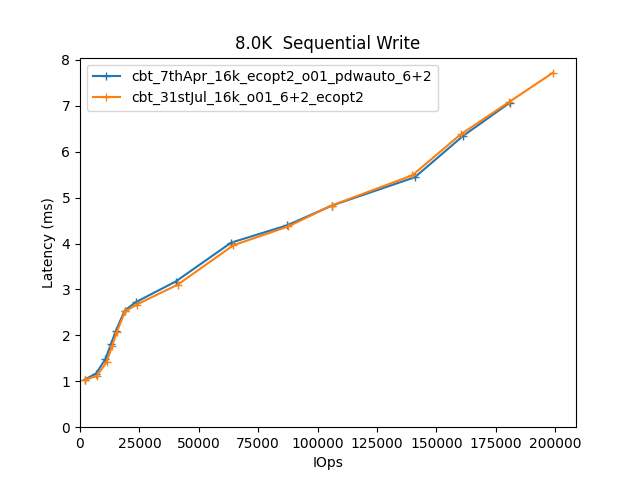 8.0K  Sequential Write
cbt_7thApr_16k_ecopt2_o01_pdwauto_6+2
cbt_31stJul_16k_o01_6+2_ecopt2
Latency (ms)
8
7
6
5
4
3
2
1
0
0 25000 50000 75000 100000 125000 150000 175000 200000
IOps